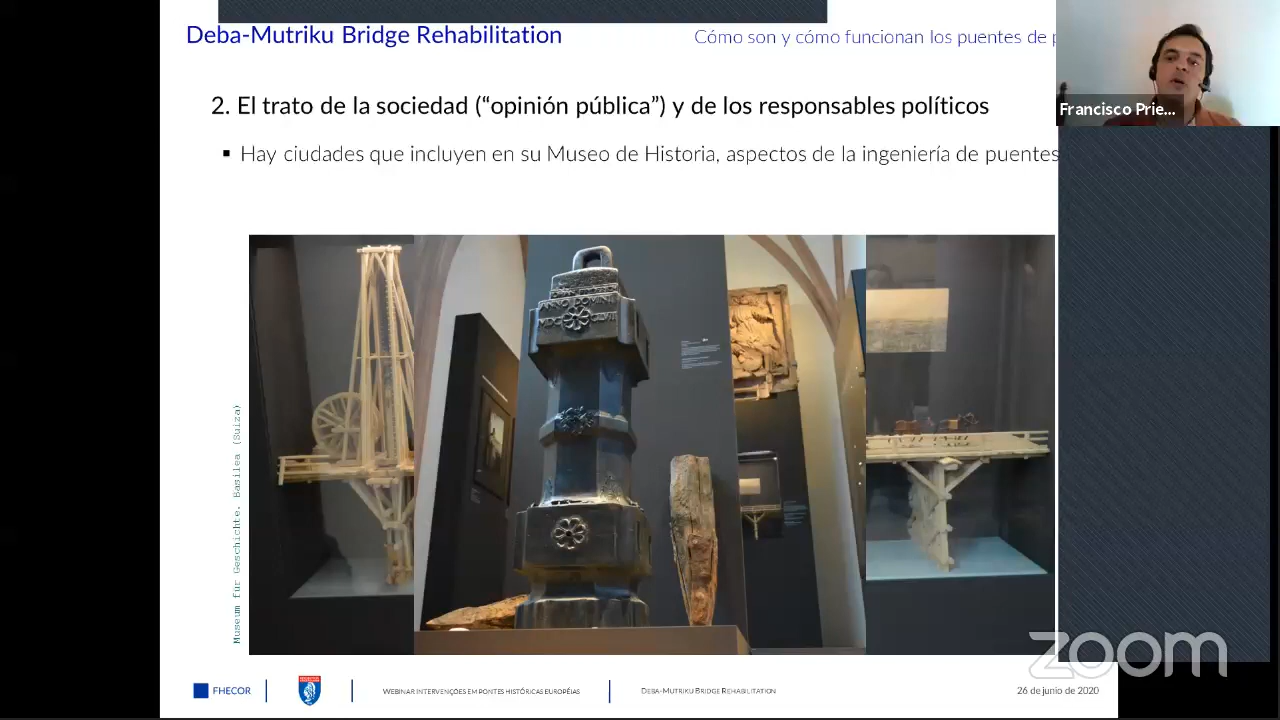 Deba-Mutriku Bridge Rehabilitation
Cómo son y cómo funcionan los puentes de
Francisco Prie...
2. El trato de la sociedad (“opinión pública”) y de los responsables políticos
▪ Hay ciudades que incluyen en su Museo de Historia, aspectos de la ingeniería de puentes
ANNO DOMINI
Museum für Geschichte. Basilea (Suiza)
zoom
FHECOR
WEBINAR INTERVENÇÕES EM PONTES HISTÓRICAS EUROPÉIAS
DEBA-MUTRIKU BRIDGE REHABILITATION
26 de junio de 2020